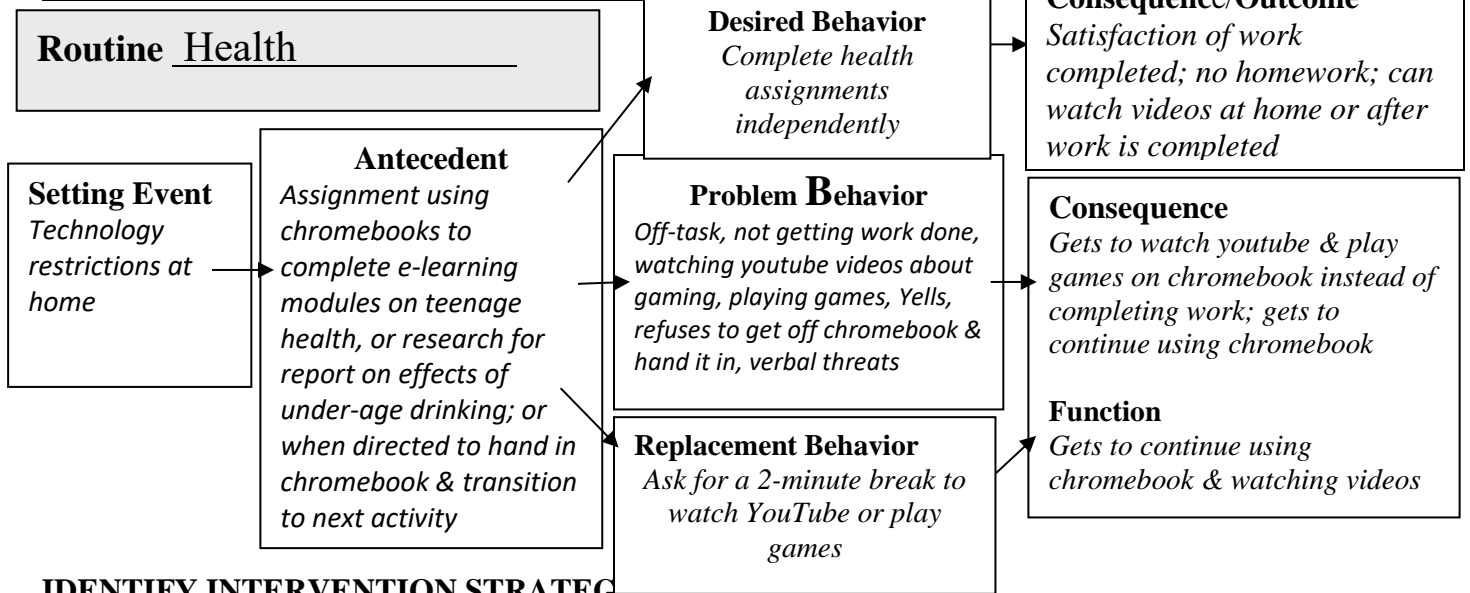 Routine Health
Desired Behavior
Complete health
assignments
independently
Consequence/Outcome
Satisfaction of work
completed; no homework; can
watch videos at home or after
work is completed
Setting Event
Technology
restrictions at
home
Antecedent
Assignment using
chromebooks to
complete e-learning
modules on teenage
health, or research for
report on effects of
under-age drinking; or
when directed to hand in
chromebook & transition
to next activity
Problem Behavior
Off-task, not getting work done,
watching youtube videos about
gaming, playing games, Yells,
refuses to get off chromebook &
hand it in, verbal threats
Replacement Behavior
Ask for a 2-minute break to
watch YouTube or play
games
Consequence
Gets to watch youtube & play
games on chromebook instead of
completing work; gets to
continue using chromebook
Function
Gets to continue using
chromebook & watching videos
IDENTIFY INTERVENTION